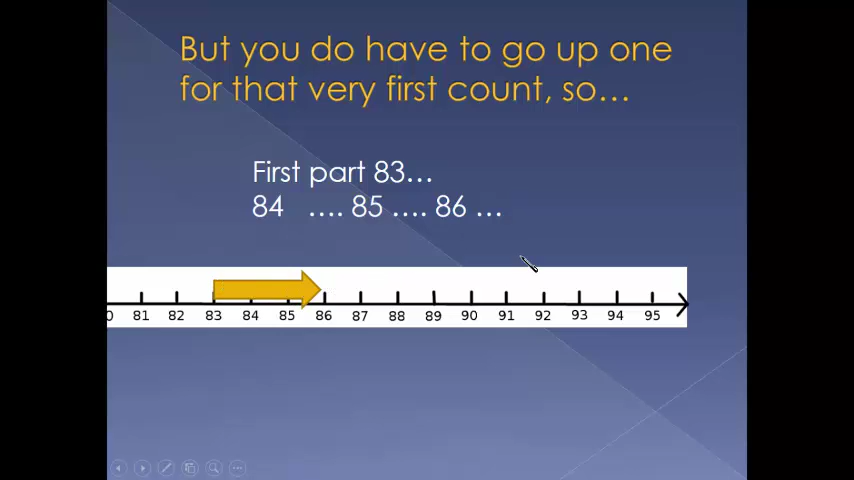 But you do have to go up one
for that very first count, so...
First part 83...
84 .... 85 .... 86 ...
0 81 82 83 84 85 86 87 88 89 90 91 92 93 94 95